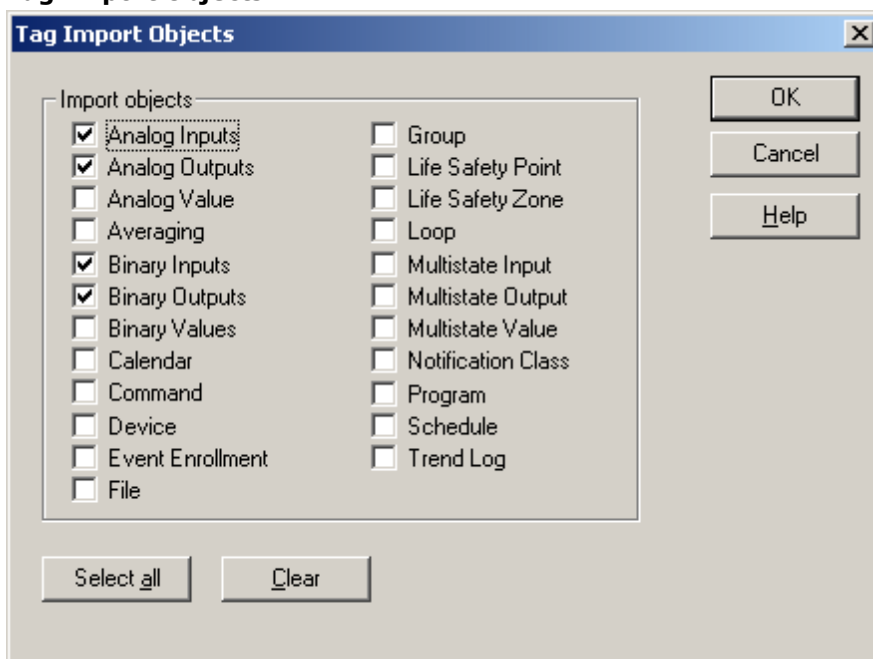 Tag Import Objects
Import objects
Analog Inputs
Analog Outputs
Analog Value
Averaging
Binary Inputs
Binary Outputs
Binary Values
Calendar
Command
Device
Event Enrollment
File
Group
Life Safety Point
Life Safety Zone
Loop
Multistate Input
Multistate Output
Multistate Value
Notification Class
Program
Schedule
Trend Log
OK
Cancel
Help
Select all
Clear